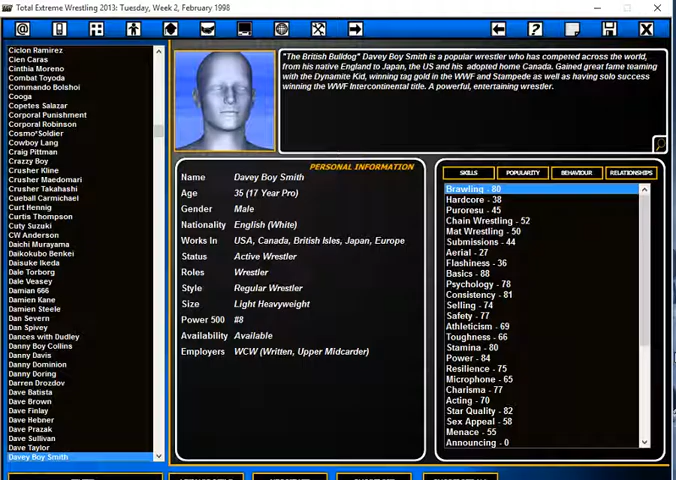 Total Extreme Wrestling 2013: Tuesday, Week 2, February 1998
Ciclon Ramirez
Cien Caras
Cinthia Moreno
Combat Toyoda
Commando Bolshoi
Cooga
Copetes Salazar
Corporal Punishment
Corporal Robinson
Cosmo*Soldier
Cowboy Lang
Craig Pittman
Crazzy Boy
Crusher Kline
Crusher Maedomari
Crusher Takahashi
Cueball Carmichael
Curt Hennig
Curtis Thompson
Cuty Suzuki
CW Anderson
Daichi Murayama
Daikokubo Benkei
Daisuke Ikeda
Dale Torborg
Dale Veasey
Damian 666
Damien Kane
Damien Steele
Dan Severn
Dan Spivey
Dances with Dudley
Danny Boy Collins
Danny Davis
Danny Dominion
Danny Doring
Darren Drozdov
Dave Batista
Dave Brown
Dave Finlay
Dave Hebner
Dave Prazak
Dave Sullivan
Dave Taylor
Davey Boy Smith
"The British Bulldog" Davey Boy Smith is a popular wrestler who has competed across the world,
from his native England to Japan, the US and his adopted home Canada. Gained great fame teaming
with the Dynamite Kid, winning tag gold in the WWF and Stampede as well as having solo success
winning the WWF Intercontinental title. A powerful, entertaining wrestler.
PERSONAL INFORMATION
Name Davey Boy Smith
Age 35 (17 Year Pro)
Gender Male
Nationality English (White)
Works In USA, Canada, British Isles, Japan, Europe
Status Active Wrestler
Roles Wrestler
Style Regular Wrestler
Size Light Heavyweight
Power 500 #8
Availability Available
Employers WCW (Written, Upper Midcarder)
SKILLS POPULARITY BEHAVIOUR RELATIONSHIPS
Brawling - 80
Hardcore - 38
Puroresu - 45
Chain Wrestling - 52
Mat Wrestling - 50
Submissions - 44
Aerial - 27
Flashiness - 36
Basics - 88
Psychology - 78
Consistency - 81
Selling - 74
Safety - 77
Athleticism - 69
Toughness - 66
Stamina - 80
Power - 84
Resilience - 75
Microphone - 65
Charisma - 77
Acting - 70
Star Quality - 82
Sex Appeal - 58
Menace - 55
Announcing - 0